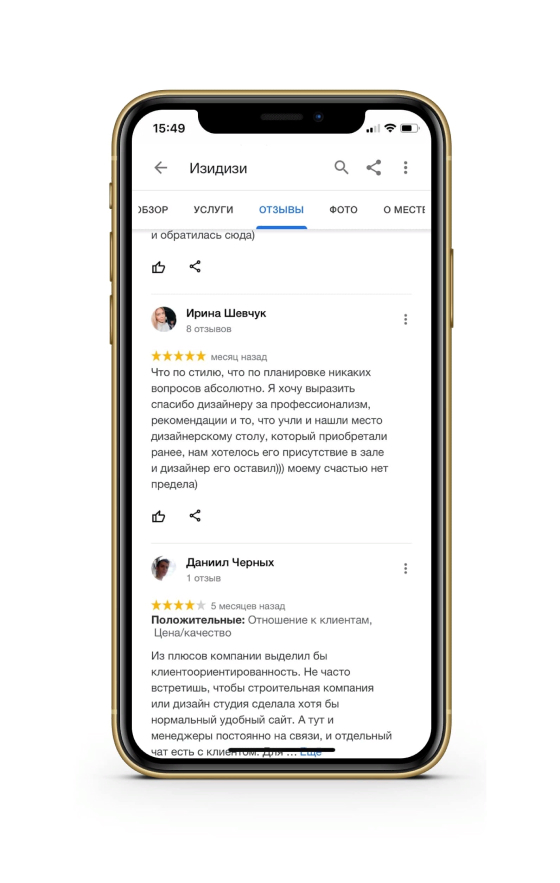 15:49
Изидизи
ОБЗОР УСЛУГИ ОТЗЫВЫ ФОТО О МЕСТЕ
и обратилась сюда)
Ирина Шевчук
8 отзывов
месяц назад
Что по стилю, что по планировке никаких
вопросов абсолютно. Я хочу выразить
спасибо дизайнеру за профессионализм,
рекомендации и то, что учли и нашли место
дизайнерскому столу, который приобретали
ранее, нам хотелось его присутствие в зале
и дизайнер его оставил))) моему счастью нет
предела)
Даниил Черных
1 отзыв
5 месяцев назад
Положительные: Отношение к клиентам,
Цена/качество
Из плюсов компании выделил бы
клиентоориентированность. Не часто
встретишь, чтобы строительная компания
или дизайн студия сделала хотя бы
нормальный удобный сайт. А тут и
менеджеры постоянно на связи, и отдельный
чат есть с клиентом. Для ... Ещё